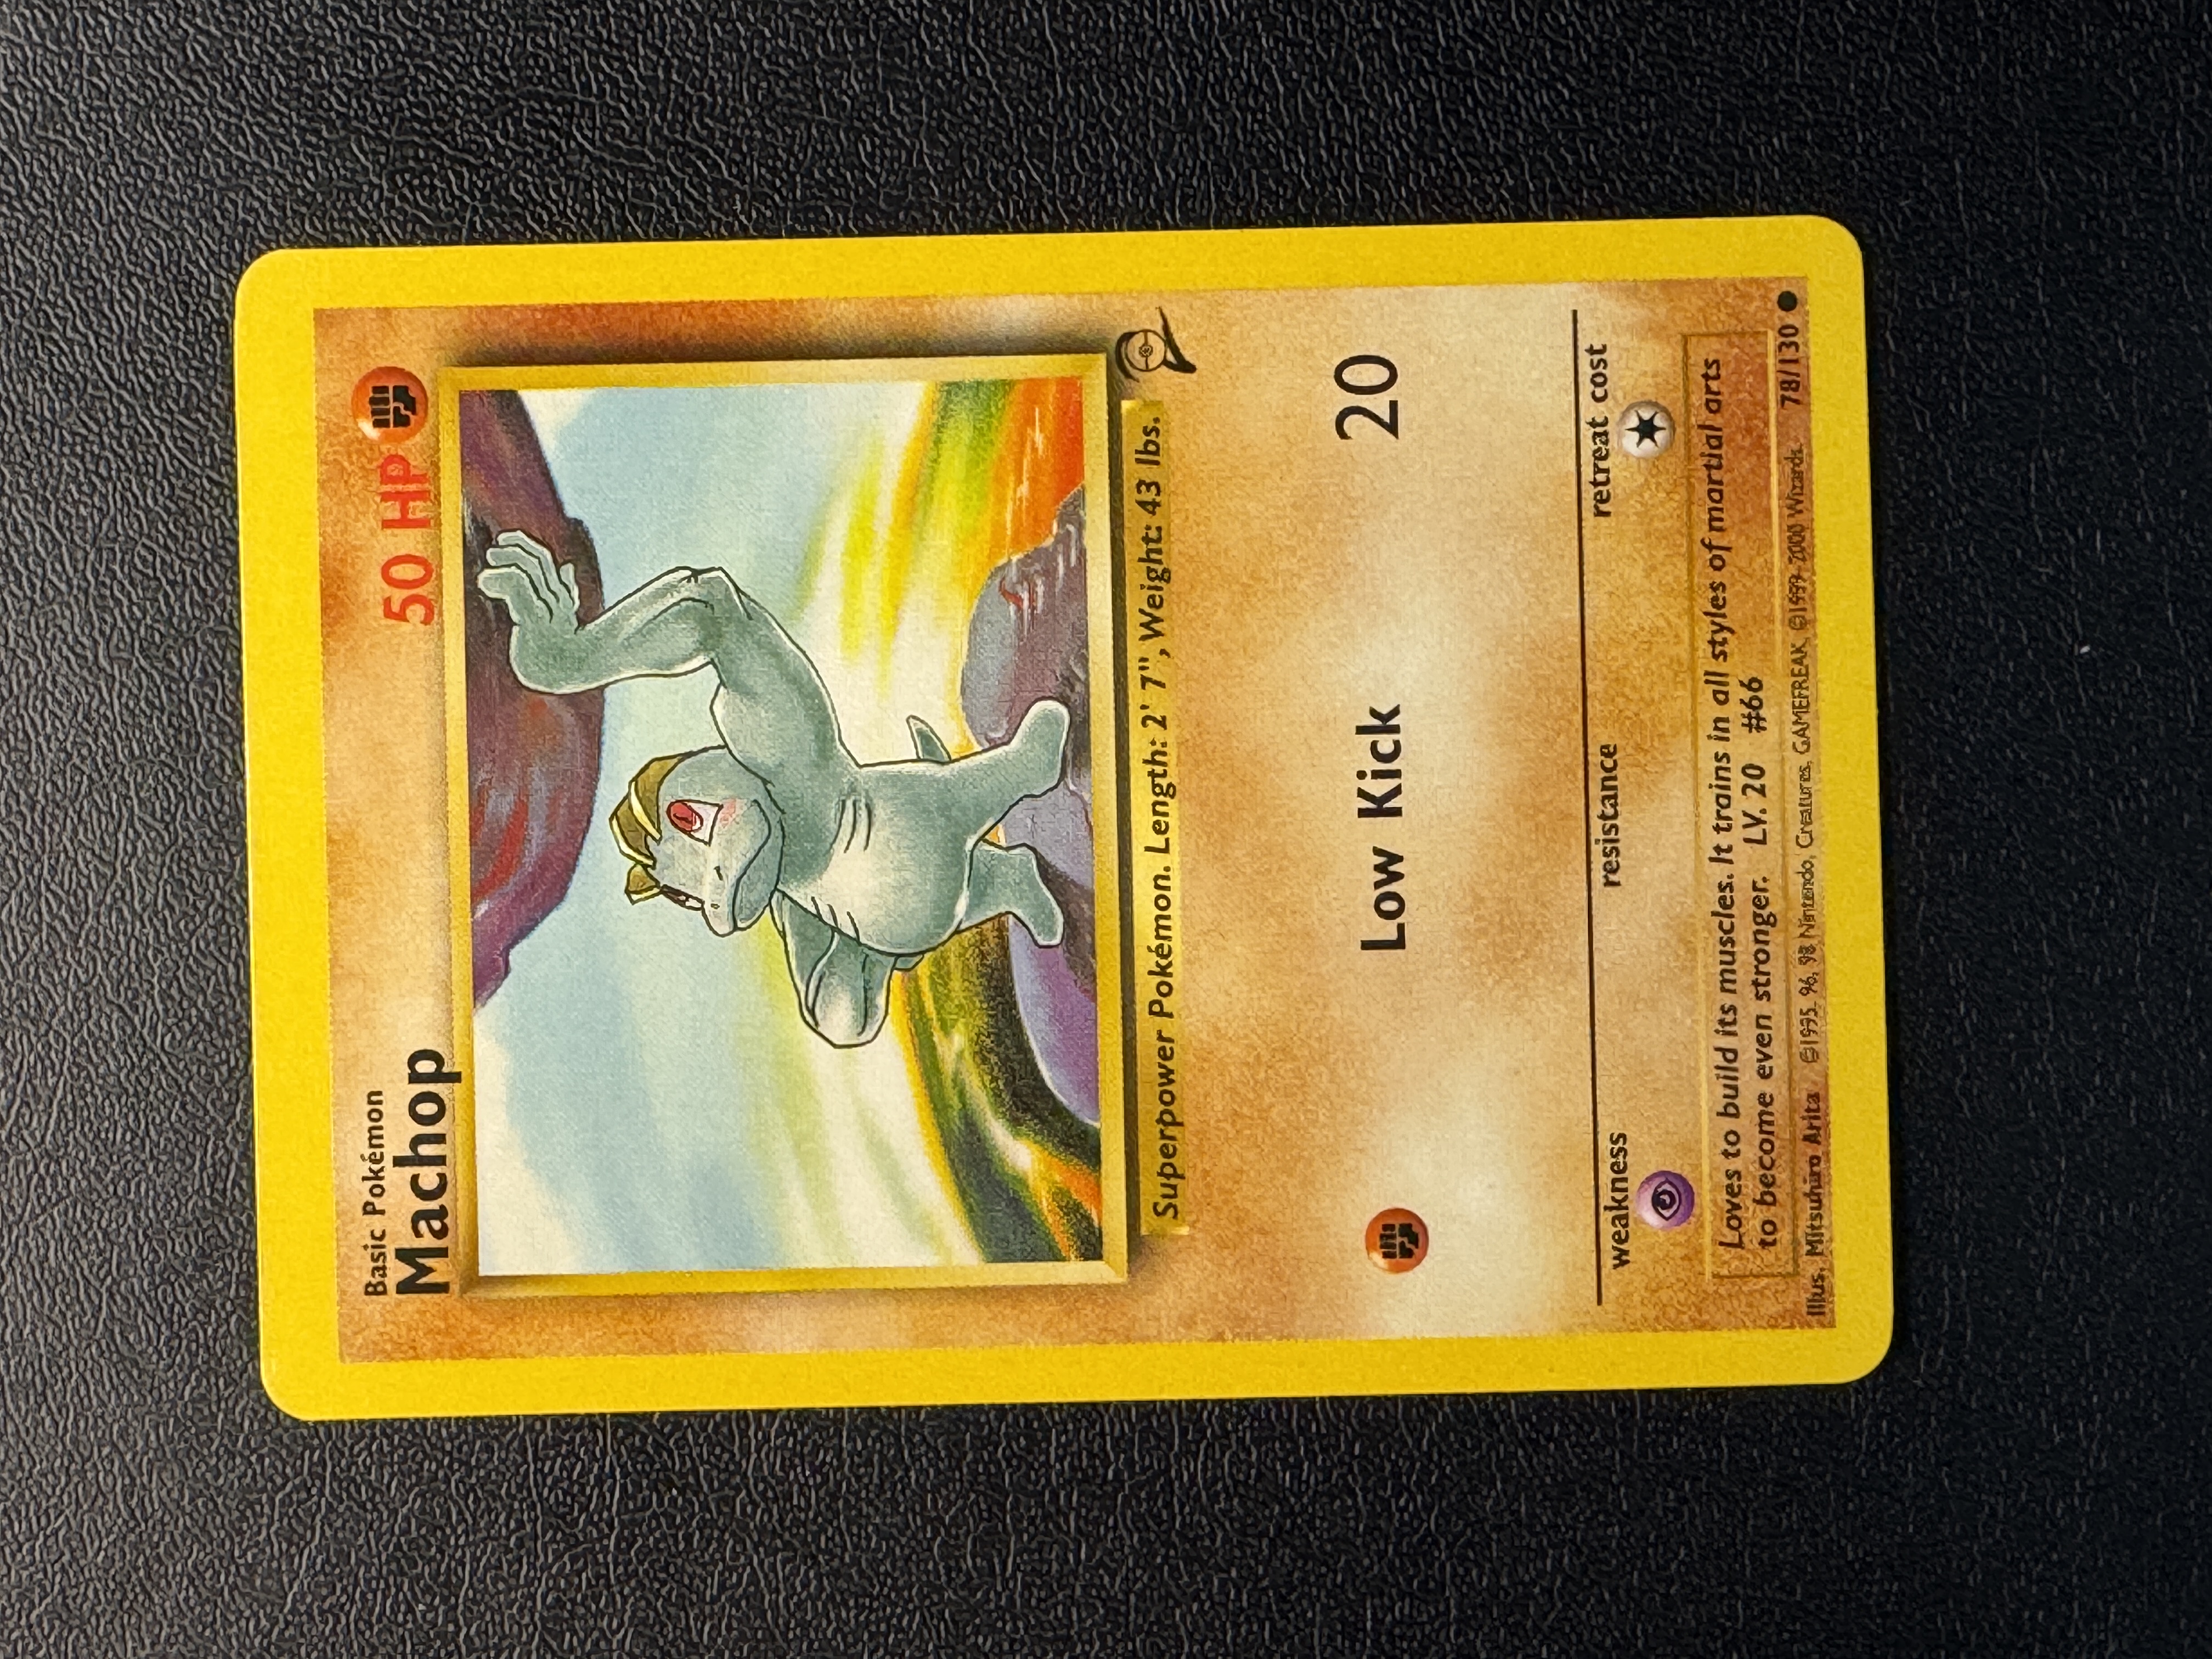 Basic Pokémon
Machop 50 HP
Superpower Pokémon. Length: 2' 7", Weight: 43 lbs.
Low Kick 20
weakness resistance retreat cost
Loves to build its muscles. It trains in all styles of martial arts
to become even stronger. LV. 20 #66
Illus. Mitsuhiro Arita ©1995, 96, 98 Nintendo, Creatures, GAMEFREAK. ©1999-2000 Wizards. 78/130